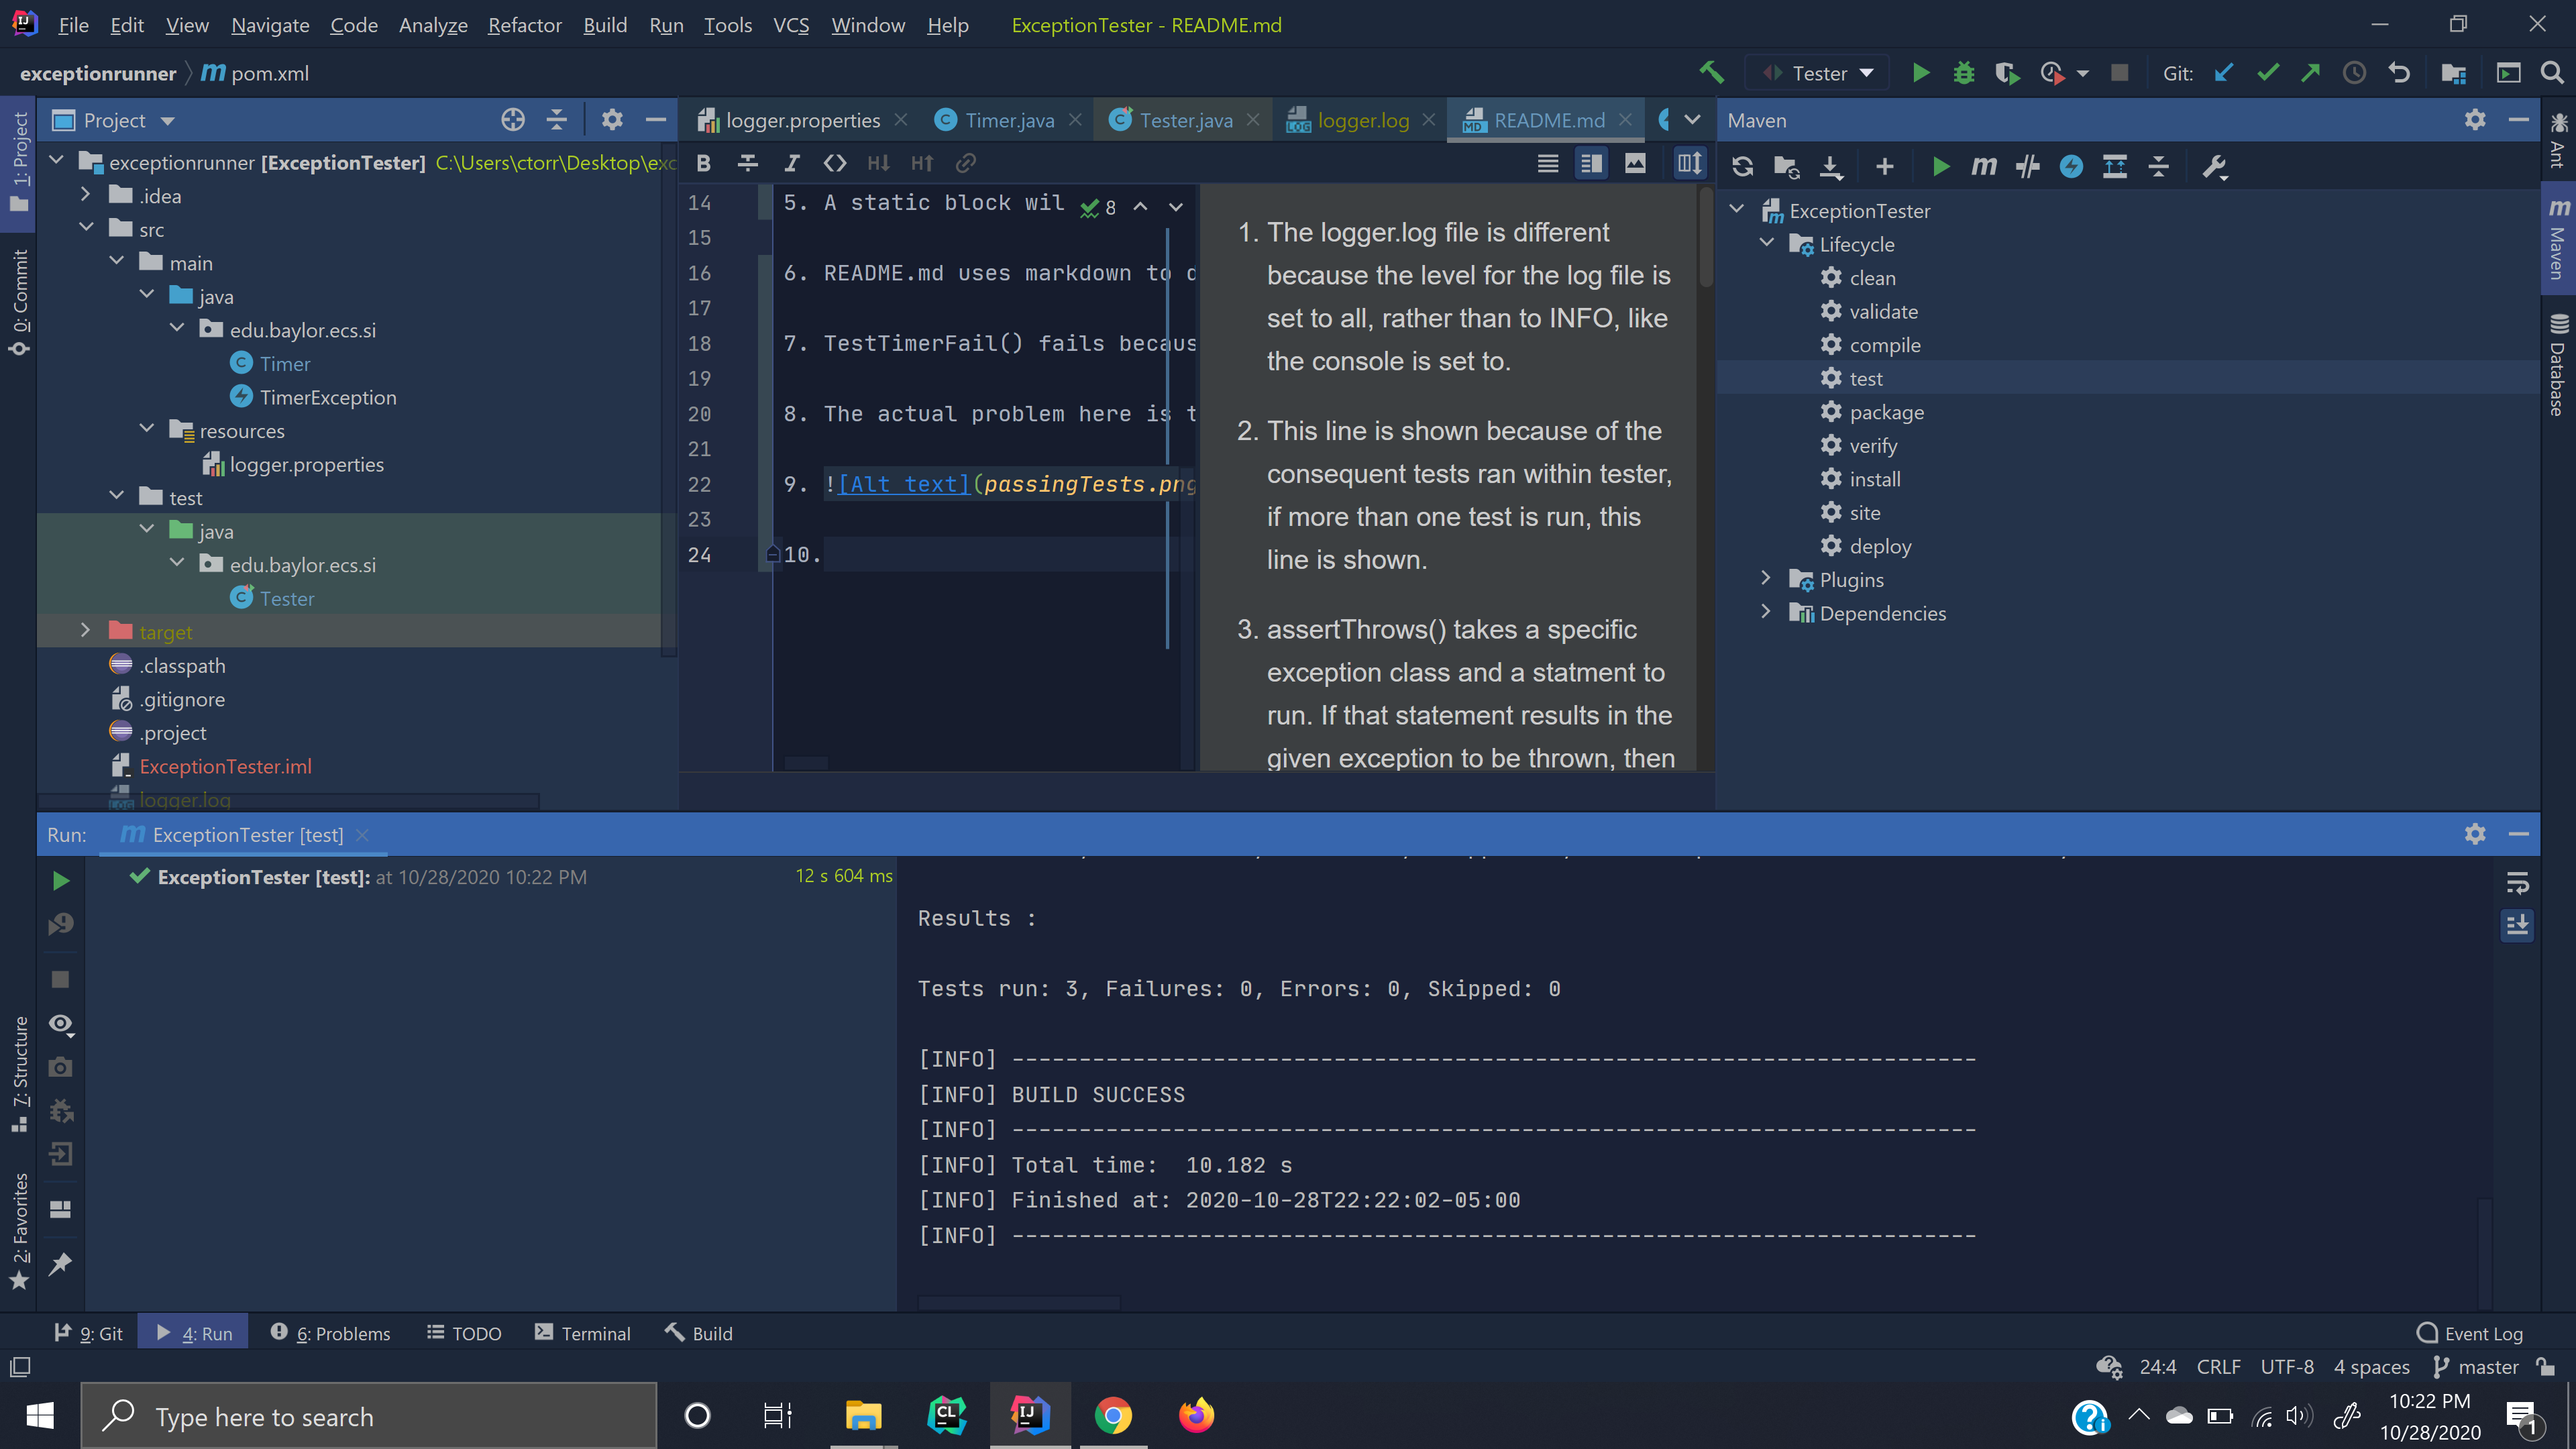 File Edit View Navigate Code Analyze Refactor Build Run Tools VCS Window Help ExceptionTester - README.md
exceptionrunner pom.xml
Tester
Git:
1: Project
0: Commit
7: Structure
2: Favorites
Project
exceptionrunner [ExceptionTester] C:\Users\ctorr\Desktop\exc
.idea
src
main
java
edu.baylor.ecs.si
Timer
TimerException
resources
logger.properties
test
java
edu.baylor.ecs.si
Tester
target
.classpath
.gitignore
.project
ExceptionTester.iml
logger.log
logger.properties Timer.java Tester.java logger.log README.md
14 5. A static block wil 8
15
16 6. README.md uses markdown to d
17
18 7. TestTimerFail() fails becaus
19
20 8. The actual problem here is t
21
22 9. ![Alt text](passingTests.png
23
24 10.
1. The logger.log file is different
because the level for the log file is
set to all, rather than to INFO, like
the console is set to.
2. This line is shown because of the
consequent tests ran within tester,
if more than one test is run, this
line is shown.
3. assertThrows() takes a specific
exception class and a statment to
run. If that statement results in the
given exception to be thrown, then
Maven
ExceptionTester
Lifecycle
clean
validate
compile
test
package
verify
install
site
deploy
Plugins
Dependencies
Ant
Maven
Database
Run: ExceptionTester [test]
ExceptionTester [test]: at 10/28/2020 10:22 PM 12 s 604 ms
Results :
Tests run: 3, Failures: 0, Errors: 0, Skipped: 0
[INFO] ------------------------------------------------------------------------
[INFO] BUILD SUCCESS
[INFO] ------------------------------------------------------------------------
[INFO] Total time:  10.182 s
[INFO] Finished at: 2020-10-28T22:22:02-05:00
[INFO] ------------------------------------------------------------------------
9: Git 4: Run 6: Problems TODO Terminal Build Event Log
24:4 CRLF UTF-8 4 spaces master
Type here to search
10:22 PM
10/28/2020
1